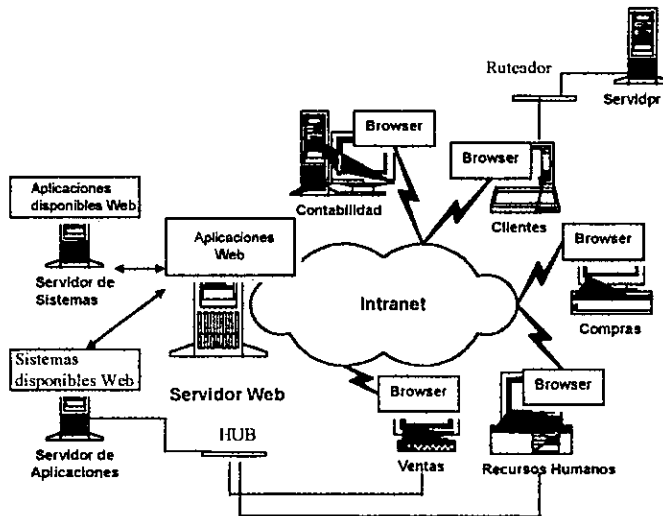 Ruteador
Servidpr
Browser
Browser
Contabilidad
Clientes
Aplicaciones
disponibles Web
Aplicaciones
Web
Browser
Servidor de
Sistemas
Intranet
Compras
Sistemas
disponibles Web
Servidor Web
Browser
Browser
HUB
Servidor de
Aplicaciones
Ventas
Recursos Humanos